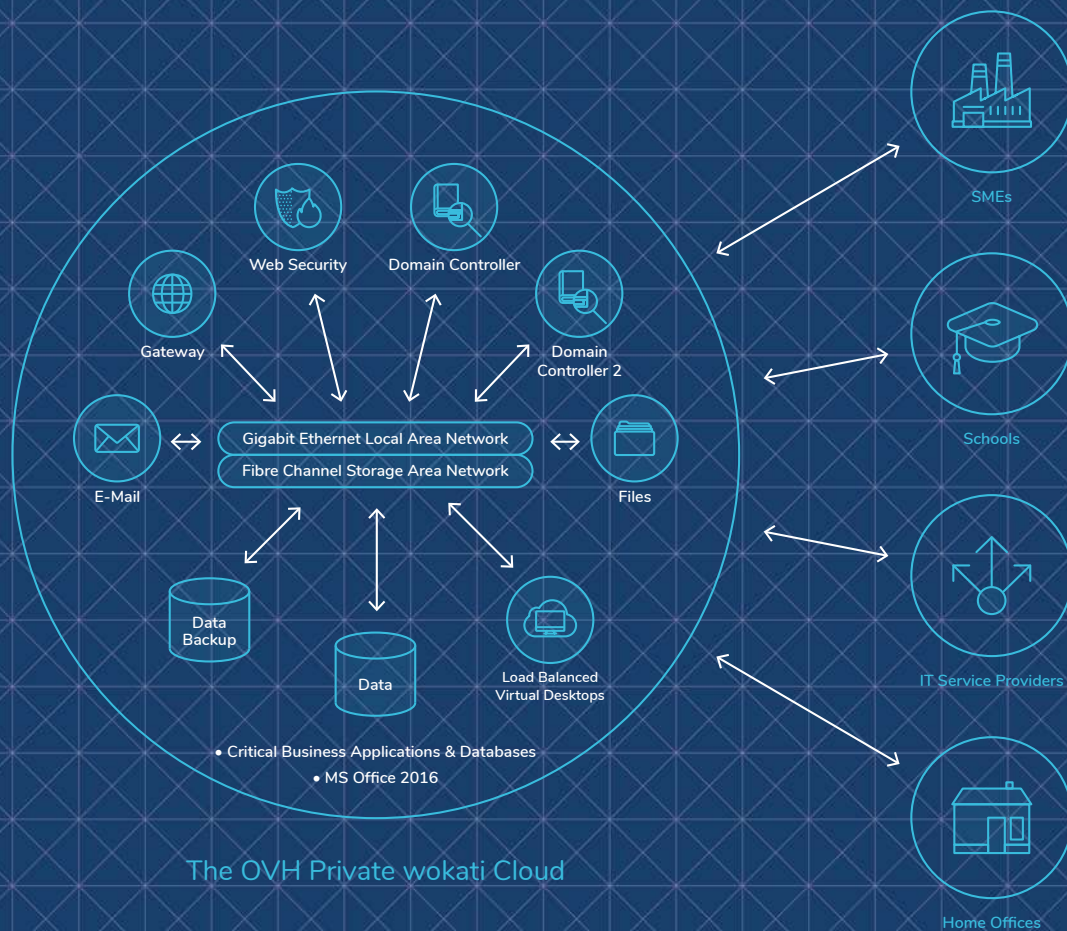 SMEs
Web Security
Domain Controller
Gateway
Domain
Controller 2
Gigabit Ethernet Local Area Network
Fibre Channel Storage Area Network
Schools
E-Mail
Files
Data
Backup
Data
Load Balanced
Virtual Desktops
IT Service Providers
• Critical Business Applications & Databases
• MS Office 2016
The OVH Private wokati Cloud
Home Offices